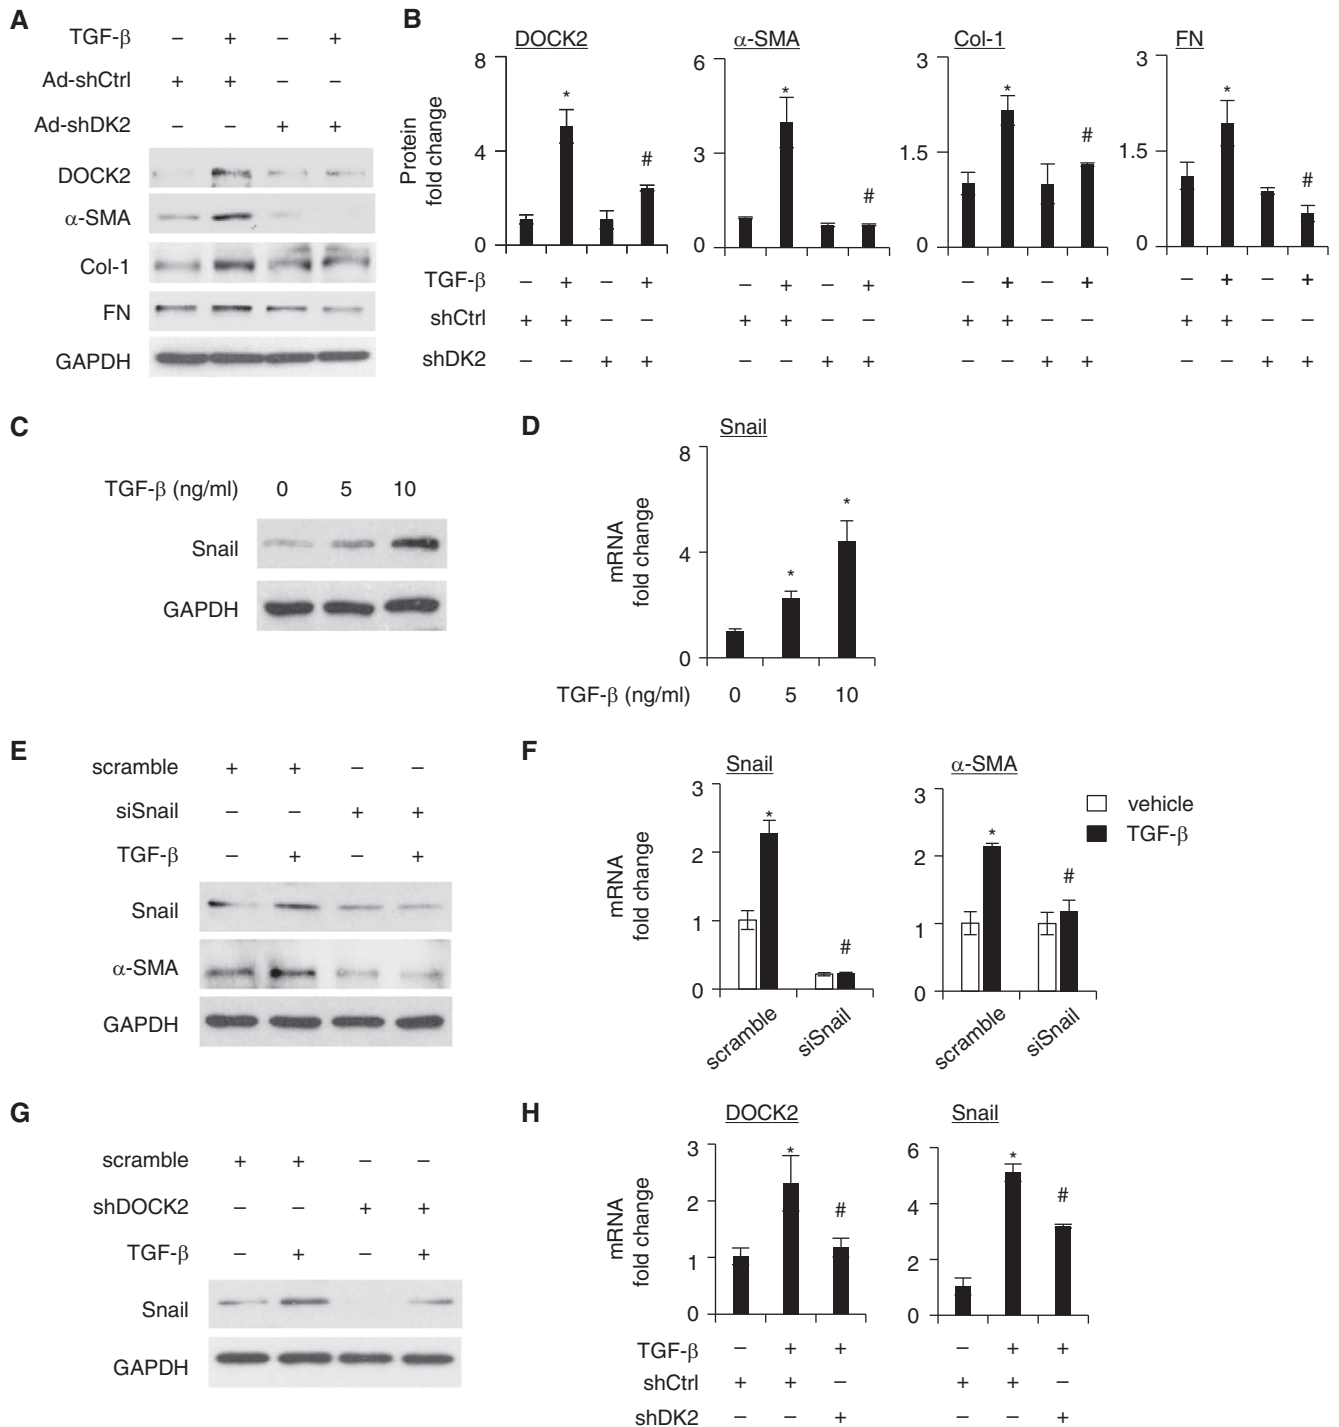 A
TGF-β – + – +
Ad-shCtrl + + – –
Ad-shDK2 – – + +
DOCK2
α-SMA
Col-1
FN
GAPDH
B
DOCK2 α-SMA Col-1 FN
Protein
fold change
8 6 3 3
4 3 1.5 1.5
0 0 0 0
* * * *
# # # #
TGF-β – + – + – + – + – + – + – + – +
shCtrl + + – – + + – – + + – – + + – –
shDK2 – – + + – – + + – – + + – – + +
C
TGF-β (ng/ml) 0 5 10
Snail
GAPDH
D
Snail
mRNA
fold change
8
4
0
* *
TGF-β (ng/ml) 0 5 10
E
scramble + + – –
siSnail – – + +
TGF-β – + – +
Snail
α-SMA
GAPDH
F
Snail α-SMA
mRNA
fold change
3 3
2 2
1 1
0 0
* *
# #
scramble siSnail scramble siSnail
vehicle
TGF-β
G
scramble + + – –
shDOCK2 – – + +
TGF-β – + – +
Snail
GAPDH
H
DOCK2 Snail
mRNA
fold change
3 6
2 4
1 2
0 0
* *
# #
TGF-β – + + – + +
shCtrl + + – + + –
shDK2 – – + – – +